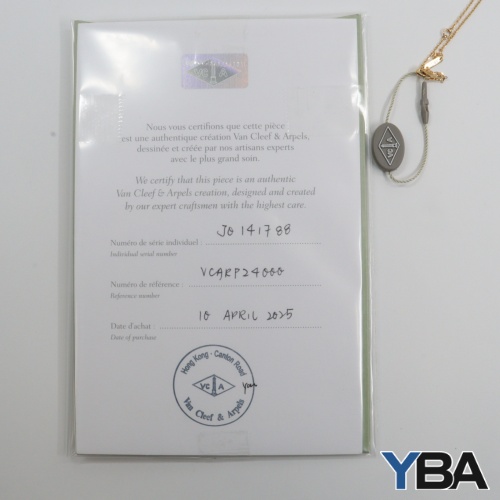 VCA
Nous vous certifions que cette pièce
est une authentique création Van Cleef & Arpels,
dessinée et créée par nos artisans experts
avec le plus grand soin.
We certify that this piece is an authentic
Van Cleef & Arpels creation, designed and created
by our expert craftsmen with the highest care.
Numéro de série individuel : JO141788
Individual serial number
Numéro de référence : VCARP24000
Reference number
Date d'achat : 10 APRIL 2025
Date of purchase
Hong Kong - Canton Road
VC A
Van Cleef & Arpels
YBA